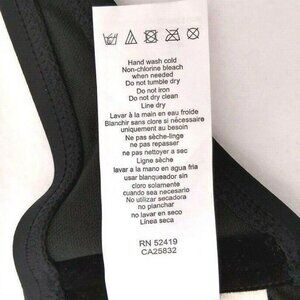 Hand wash cold
Non-chlorine bleach
when needed
Do not tumble dry
Do not iron
Do not dry clean
Line dry
Lavar à la main en eau froide
Blanchir sans clore si nécessaire
uniquement au besoin
Ne pas sèche-linge
ne pas repasser
ne pas nettoyer a sec
Ligne sèche
lavar a la mano en agua fria
usar blanqueador sin
cloro solamente
cuando sea necesario
No utilizar secadora
no planchar
no lavar en seco
Línea seca
RN 52419
CA25832